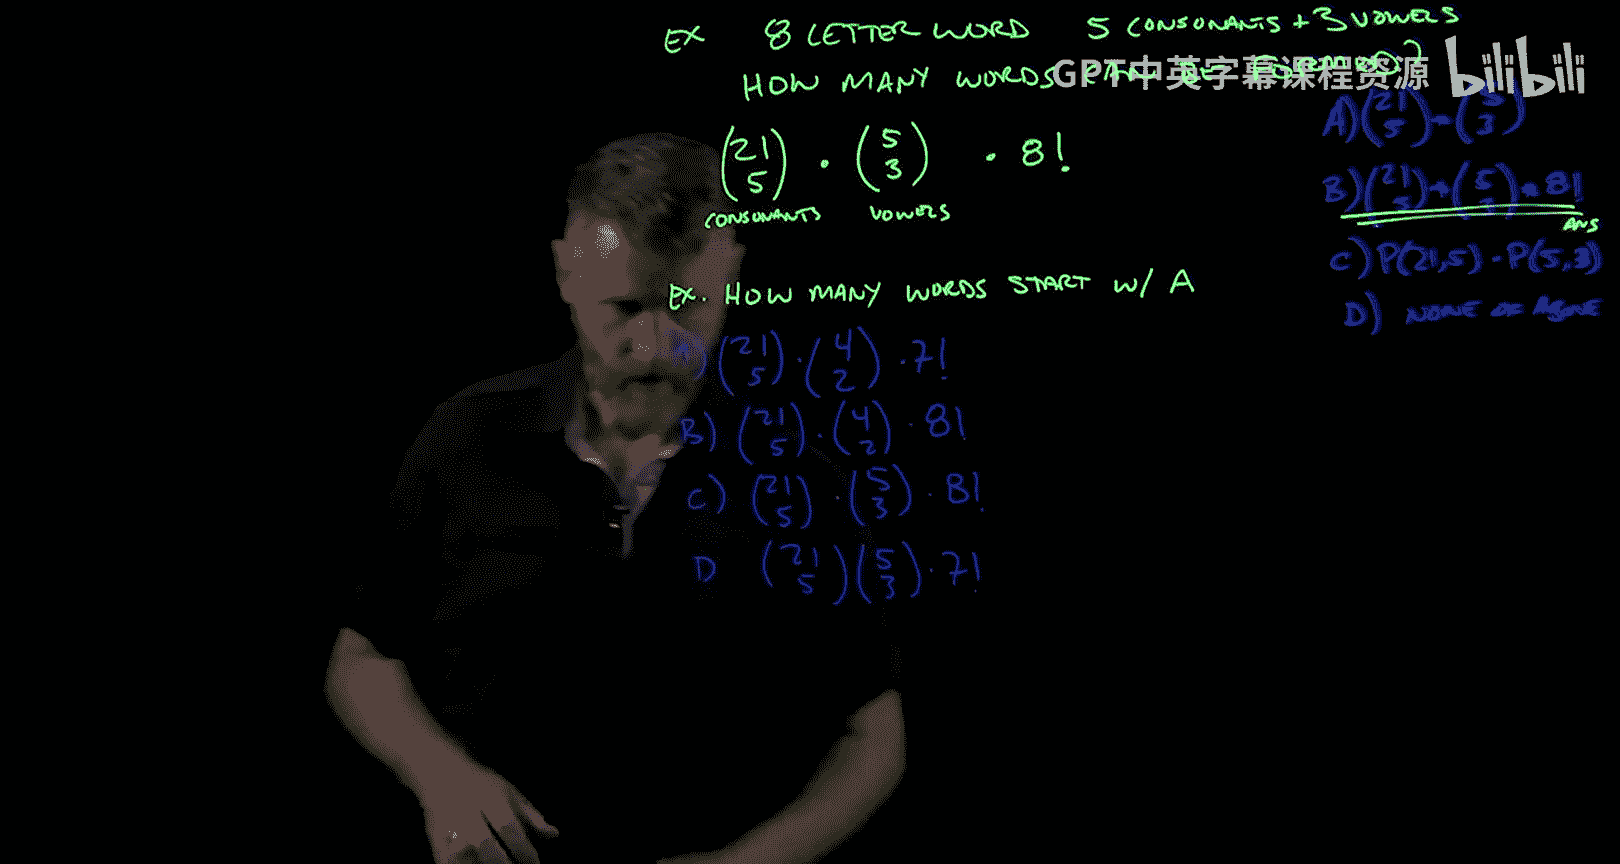 EX 8 LETTER WORD 5 CONSONANTS + 3 VOWELS
HOW MANY WORDS CAN BE FORMED?
GPT中英字幕课程资源 bilibili
(21 5) · (5 3) · 8!
CONSONANTS VOWELS
A) (21 5) · (5 3)
B) (21 5) · (5 3) · 8!
ANS
C) P(21,5) · P(5,3)
D) NONE OF ABOVE
EX. HOW MANY WORDS START W/ A
A) (21 5) · (4 2) · 7!
B) (21 5) · (4 2) · 8!
C) (21 5) · (5 3) · 8!
D (21 5)(5 3) · 7!